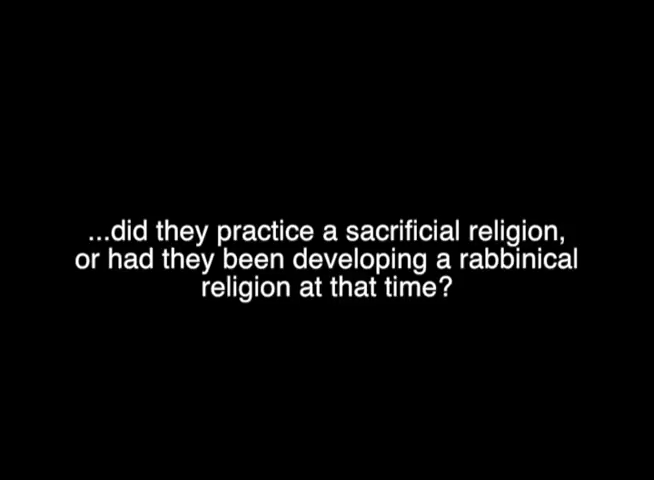 ...did they practice a sacrificial religion,
or had they been developing a rabbinical
religion at that time?